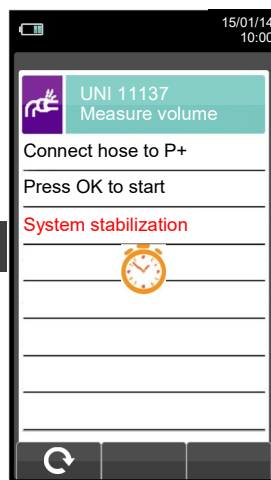 15/01/14
10:00
UNI 11137
Measure volume
Connect hose to P+
Press OK to start
System stabilization